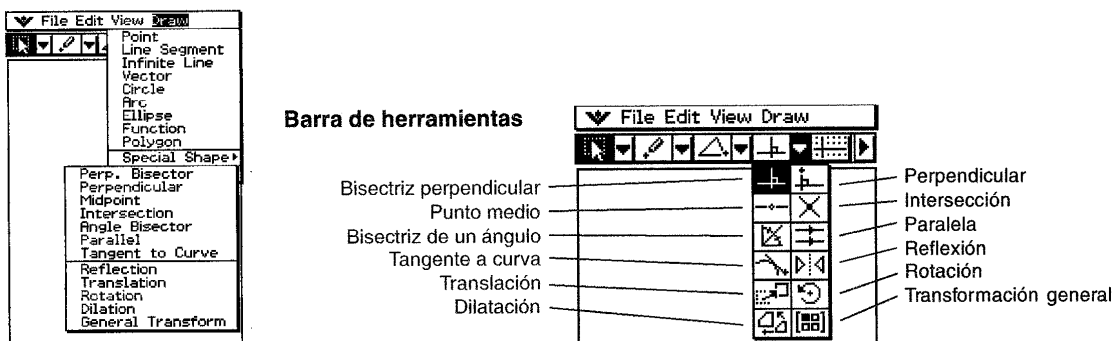 File Edit View Draw
Point
Line Segment
Infinite Line
Vector
Circle
Arc
Ellipse
Function
Polygon
Special Shape
Perp. Bisector
Perpendicular
Midpoint
Intersection
Angle Bisector
Parallel
Tangent to Curve
Reflection
Translation
Rotation
Dilation
General Transform
Barra de herramientas
File Edit View Draw
Bisectriz perpendicular
Punto medio
Bisectriz de un ángulo
Tangente a curva
Translación
Dilatación
Perpendicular
Intersección
Paralela
Reflexión
Rotación
Transformación general